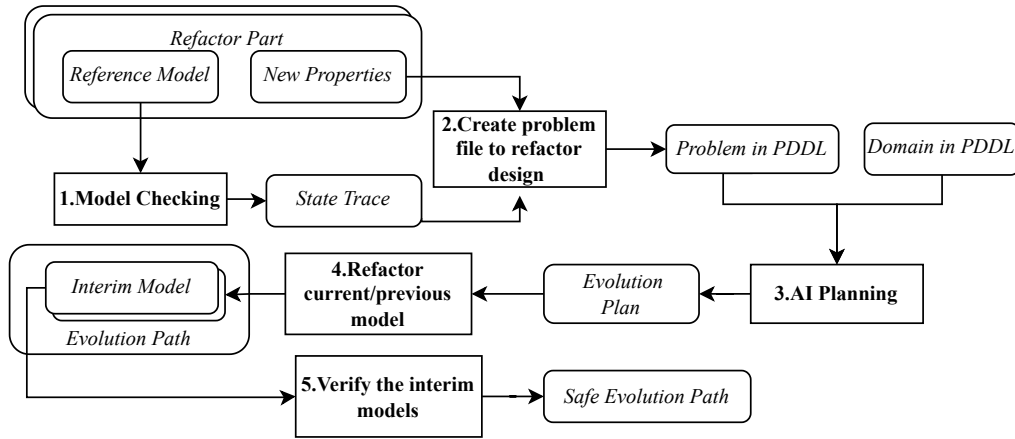 Refactor Part
Reference Model
New Properties
2.Create problem
file to refactor
design
Problem in PDDL
Domain in PDDL
1.Model Checking
State Trace
Interim Model
Evolution Path
4.Refactor
current/previous
model
Evolution
Plan
3.AI Planning
5.Verify the interim
models
Safe Evolution Path